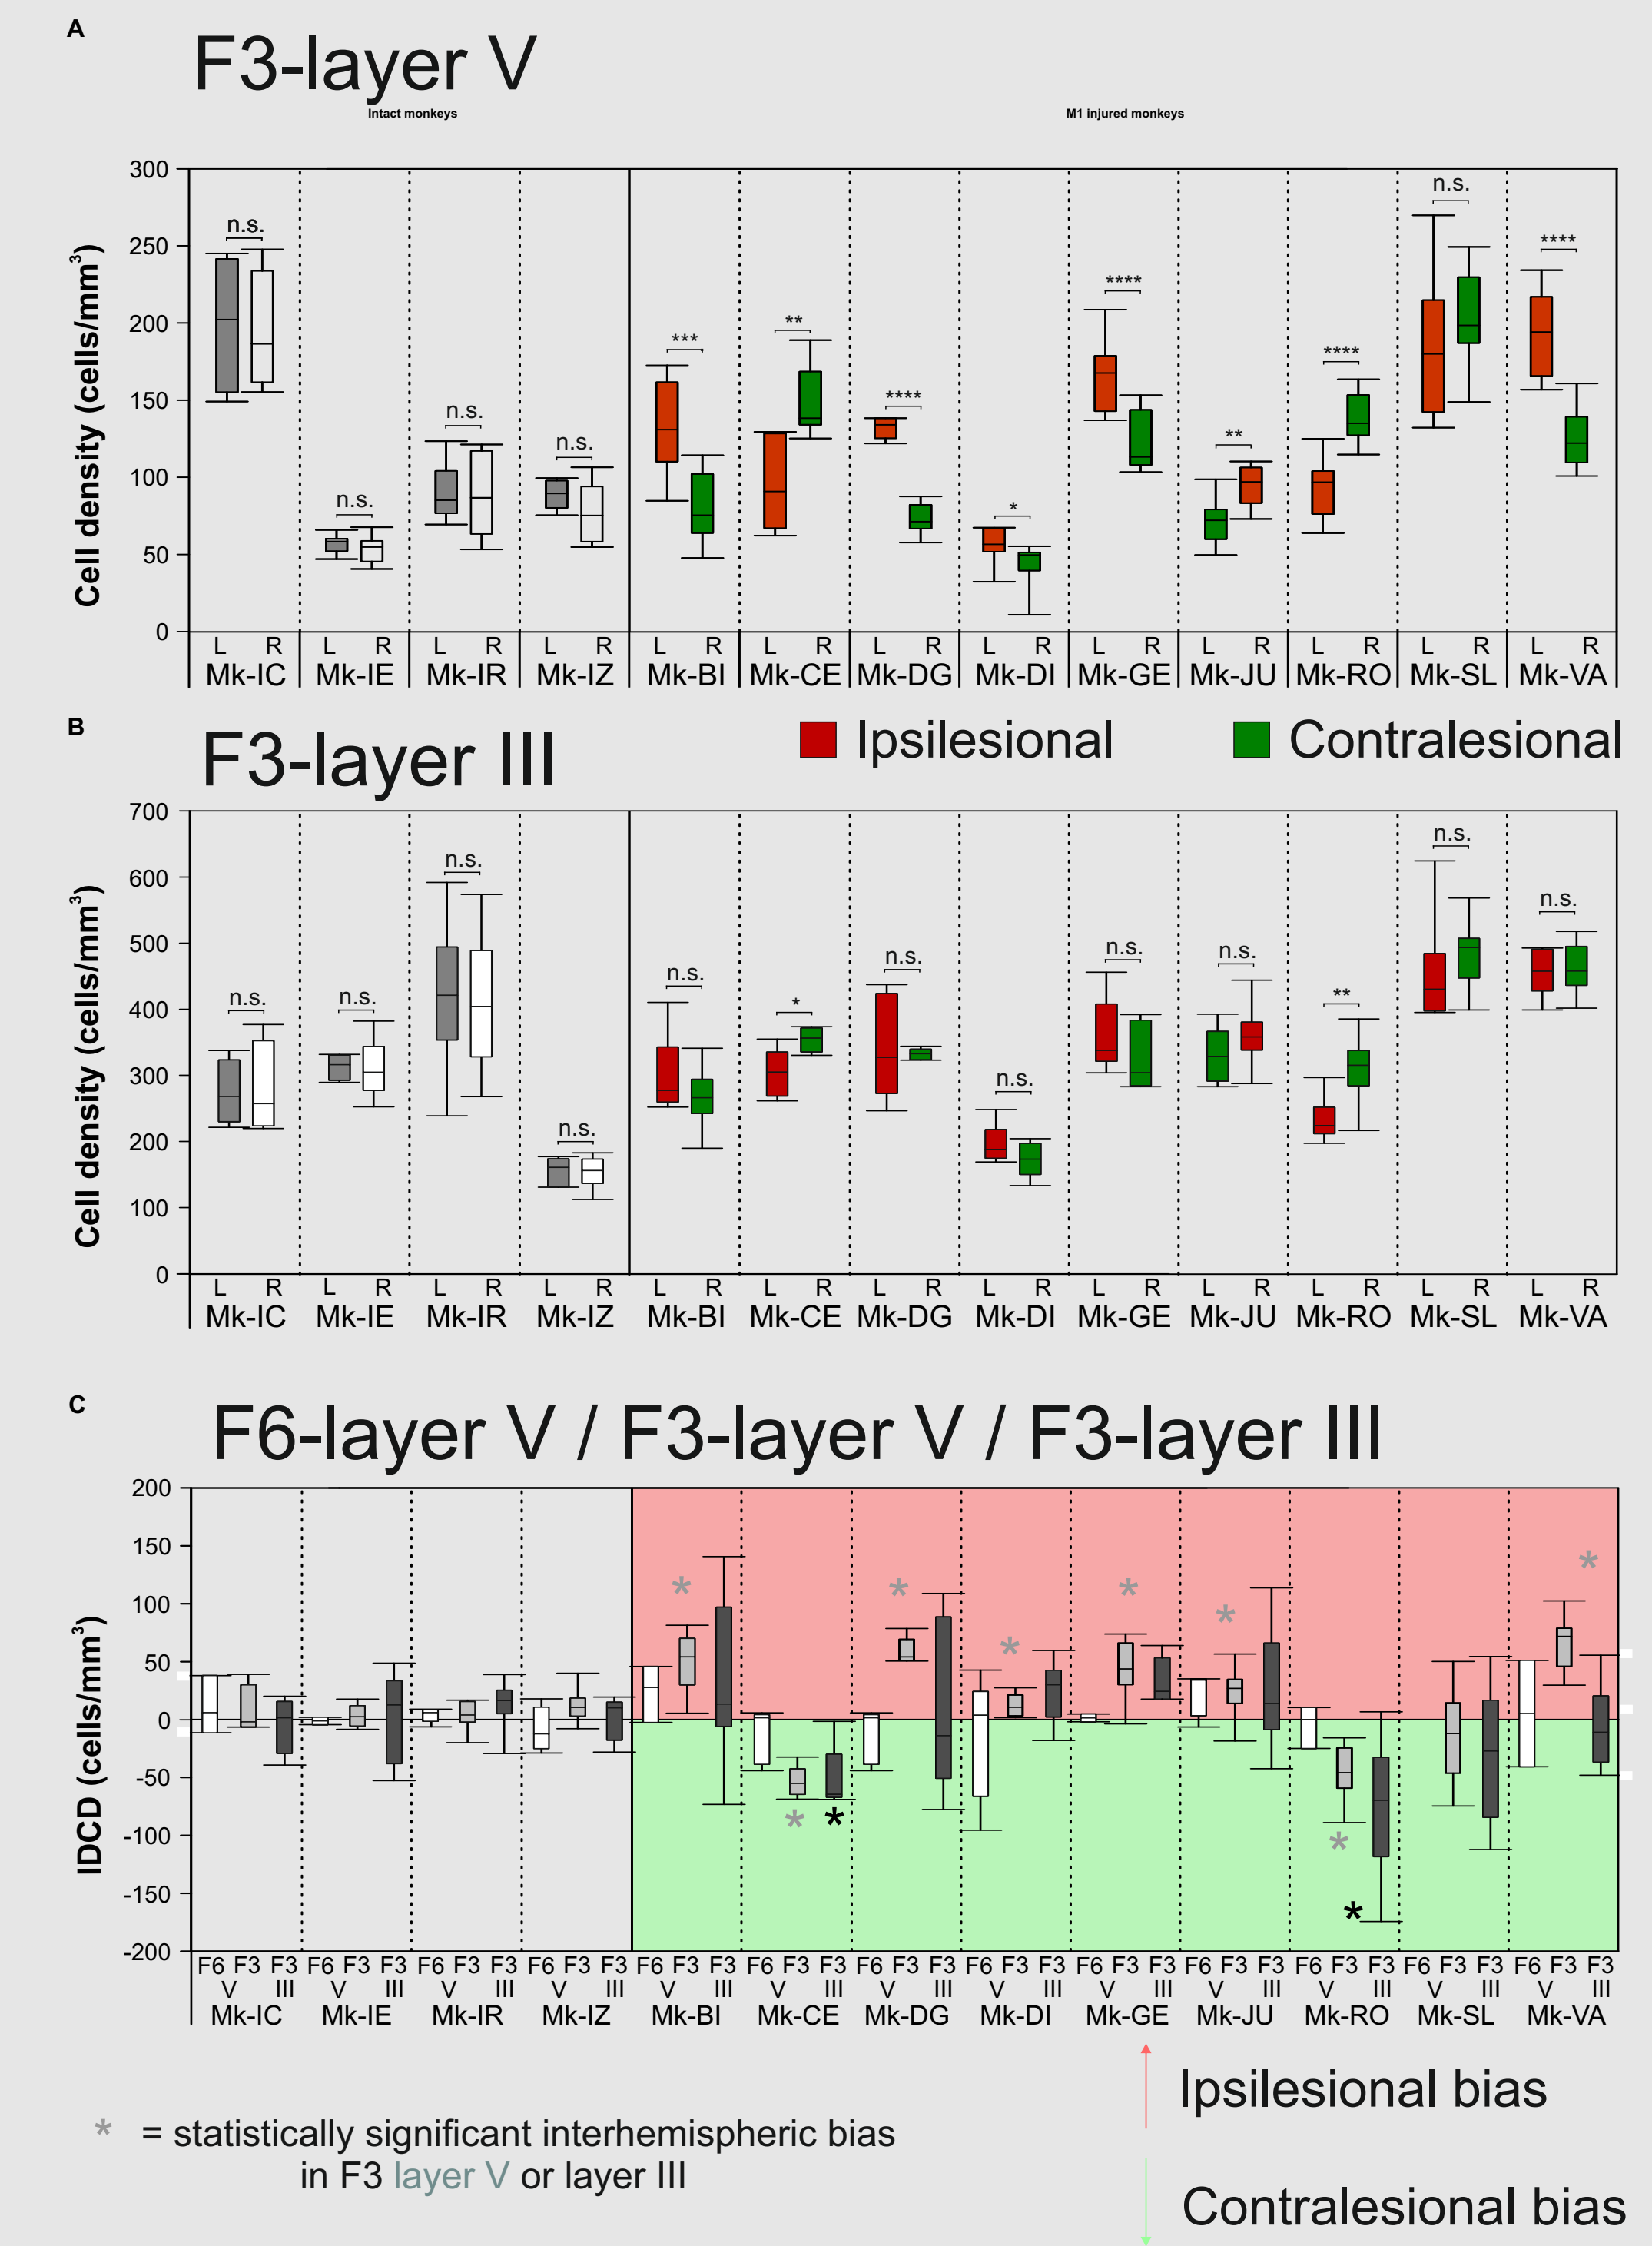 A
F3-layer V
Intact monkeys
M1 injured monkeys
Cell density (cells/mm³)
300
250
200
150
100
50
0
n.s. n.s. n.s. n.s. *** ** **** * **** ** **** n.s. ****
L R L R L R L R L R L R L R L R L R L R L R L R L R
Mk-IC Mk-IE Mk-IR Mk-IZ Mk-BI Mk-CE Mk-DG Mk-DI Mk-GE Mk-JU Mk-RO Mk-SL Mk-VA
B
F3-layer III
Ipsilesional
Contralesional
Cell density (cells/mm³)
700
600
500
400
300
200
100
0
n.s. n.s. n.s. n.s. n.s. * n.s. n.s. n.s. n.s. ** n.s. n.s.
L R L R L R L R L R L R L R L R L R L R L R L R L R
Mk-IC Mk-IE Mk-IR Mk-IZ Mk-BI Mk-CE Mk-DG Mk-DI Mk-GE Mk-JU Mk-RO Mk-SL Mk-VA
C
F6-layer V / F3-layer V / F3-layer III
IDCD (cells/mm³)
200
150
100
50
0
-50
-100
-150
-200
* * * * * * * * * *
F6 F3 F3 F6 F3 F3 F6 F3 F3 F6 F3 F3 F6 F3 F3 F6 F3 F3 F6 F3 F3 F6 F3 F3 F6 F3 F3 F6 F3 F3 F6 F3 F3 F6 F3 F3 F6 F3 F3
V III V III V III V III V III V III V III V III V III V III V III V III V III
Mk-IC Mk-IE Mk-IR Mk-IZ Mk-BI Mk-CE Mk-DG Mk-DI Mk-GE Mk-JU Mk-RO Mk-SL Mk-VA
Ipsilesional bias
* = statistically significant interhemispheric bias
in F3 layer V or layer III
Contralesional bias